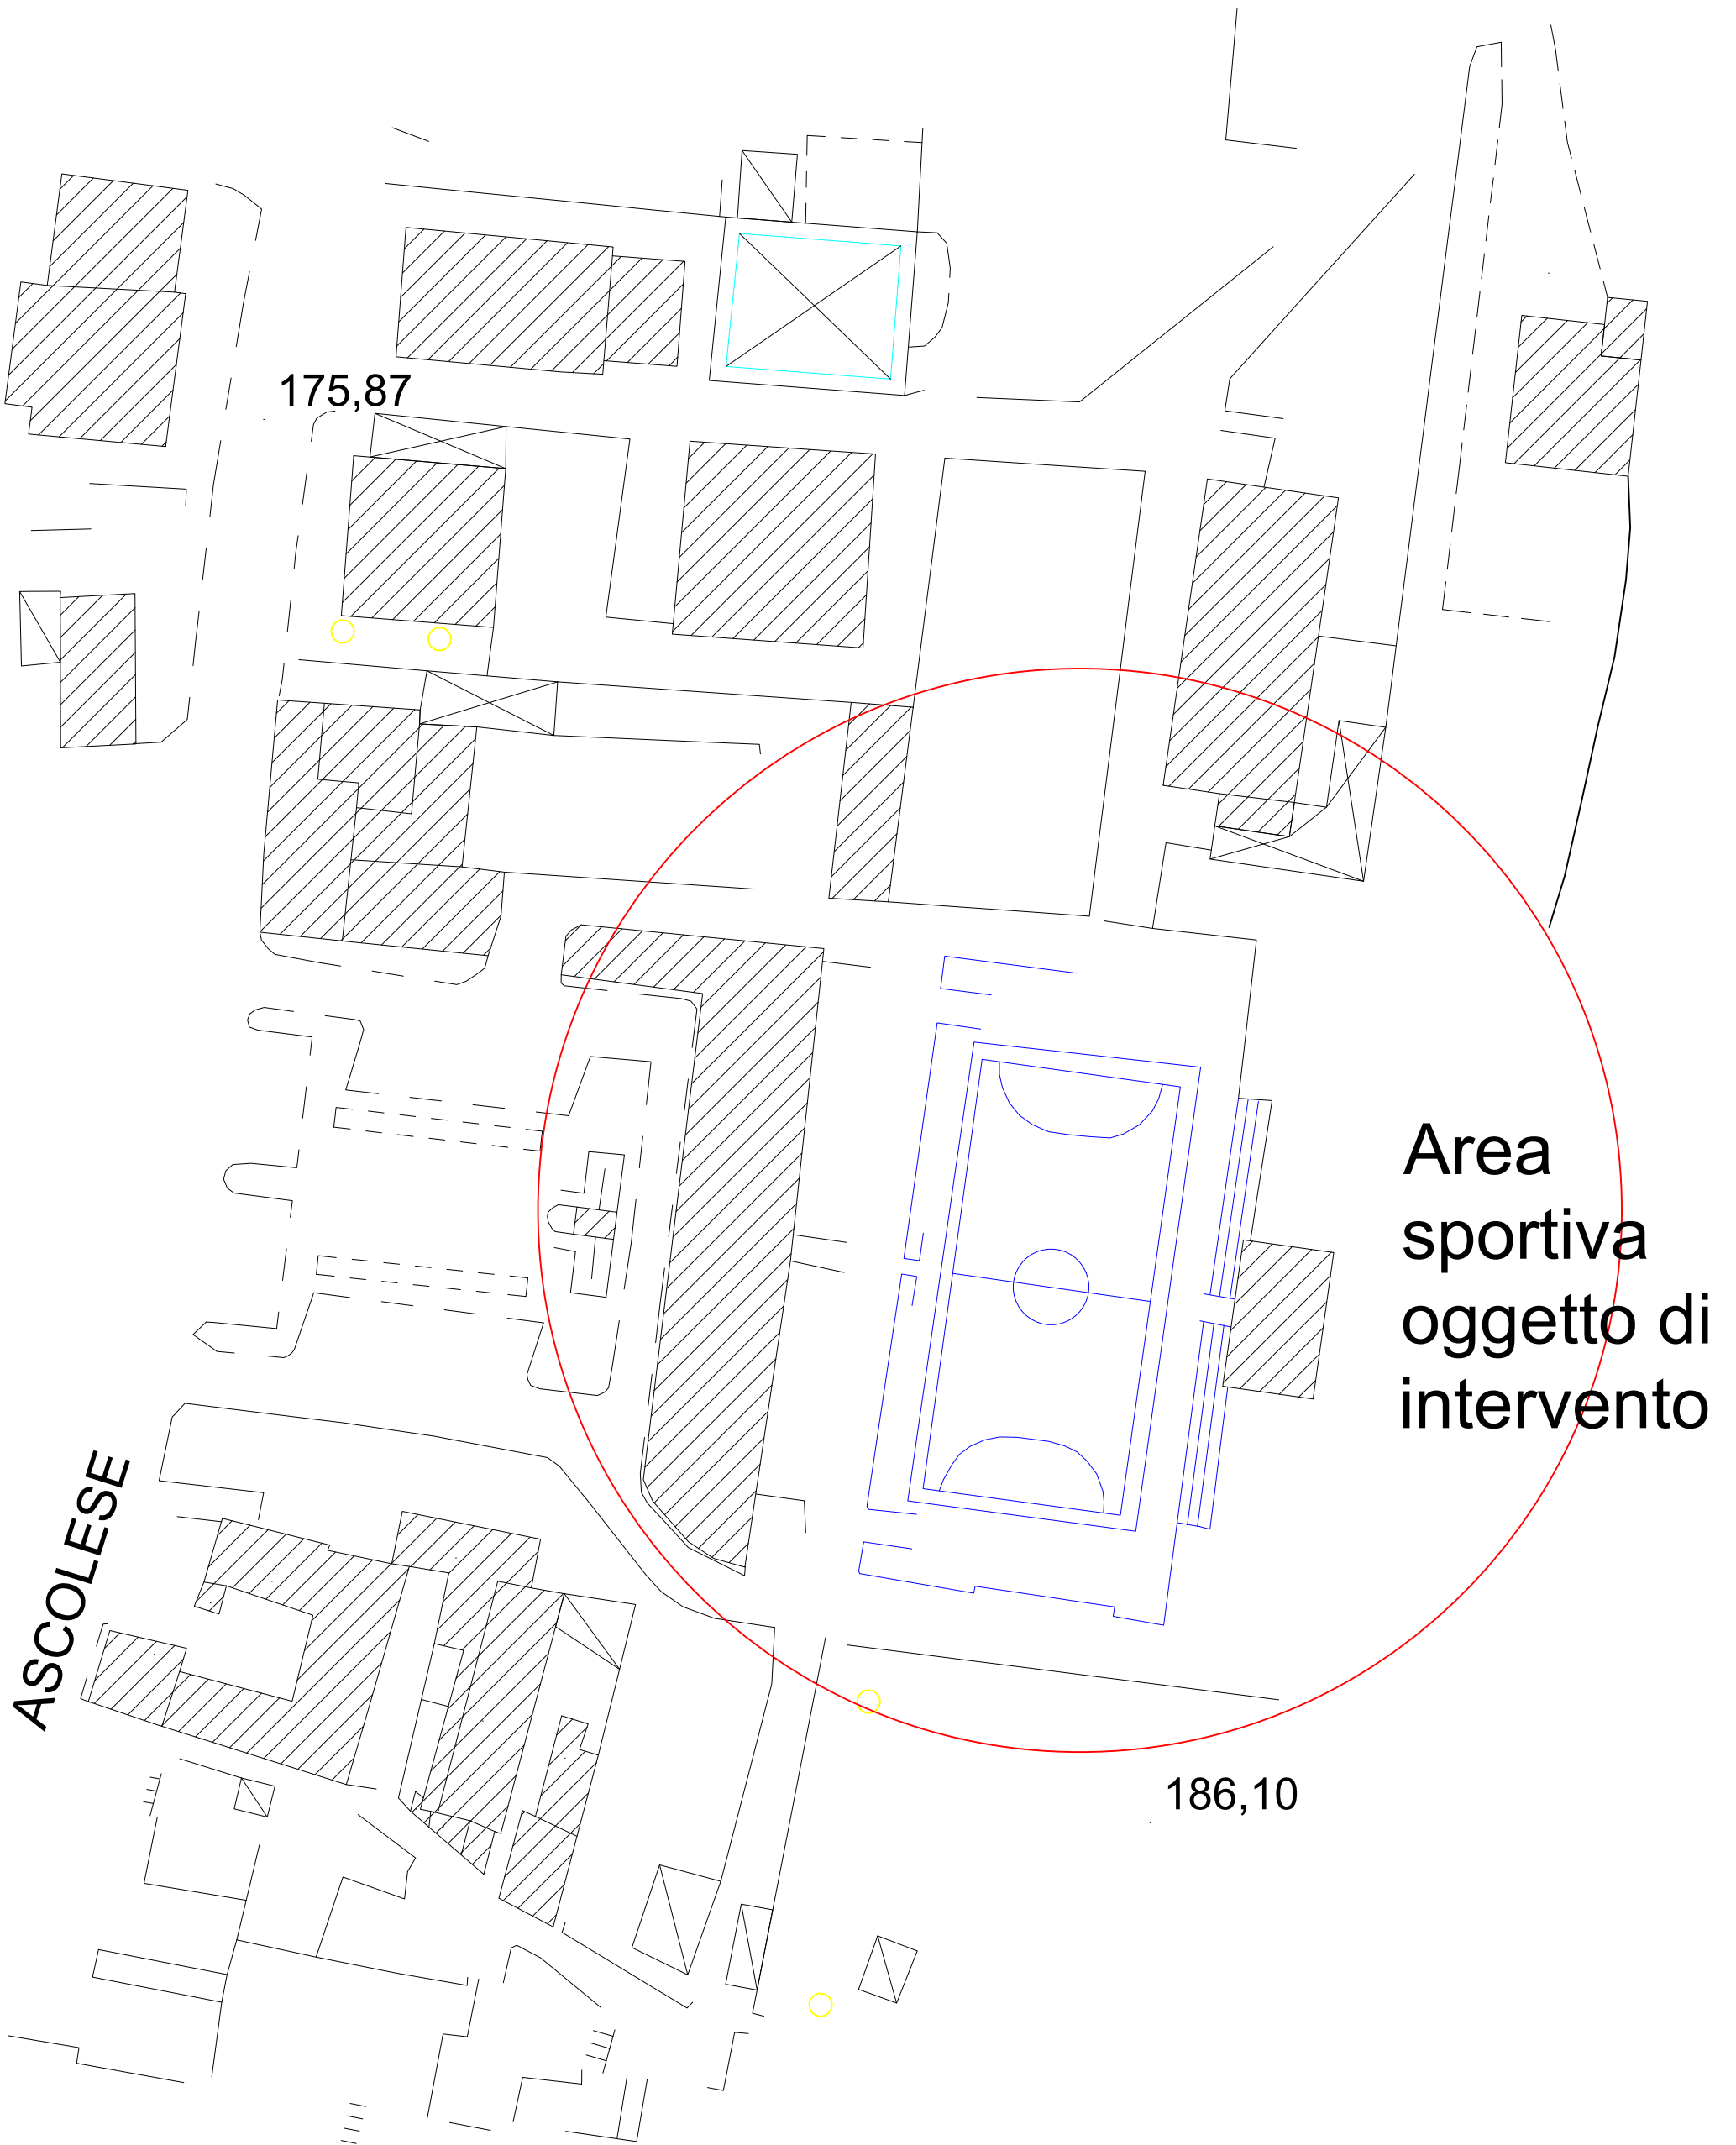 175,87
Area
sportiva
oggetto di
intervento
ASCOLESE
186,10